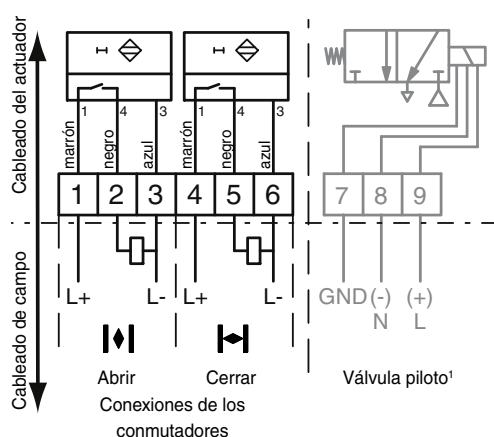 Cableado del actuador
1 4 3 1 4 3
marrón negro azul marrón negro azul
1 2 3 4 5 6 7 8 9
Cableado de campo
L+ L- L+ L- GND (-) (+)
N L
Abrir Cerrar Válvula piloto¹
Conexiones de los
conmutadores